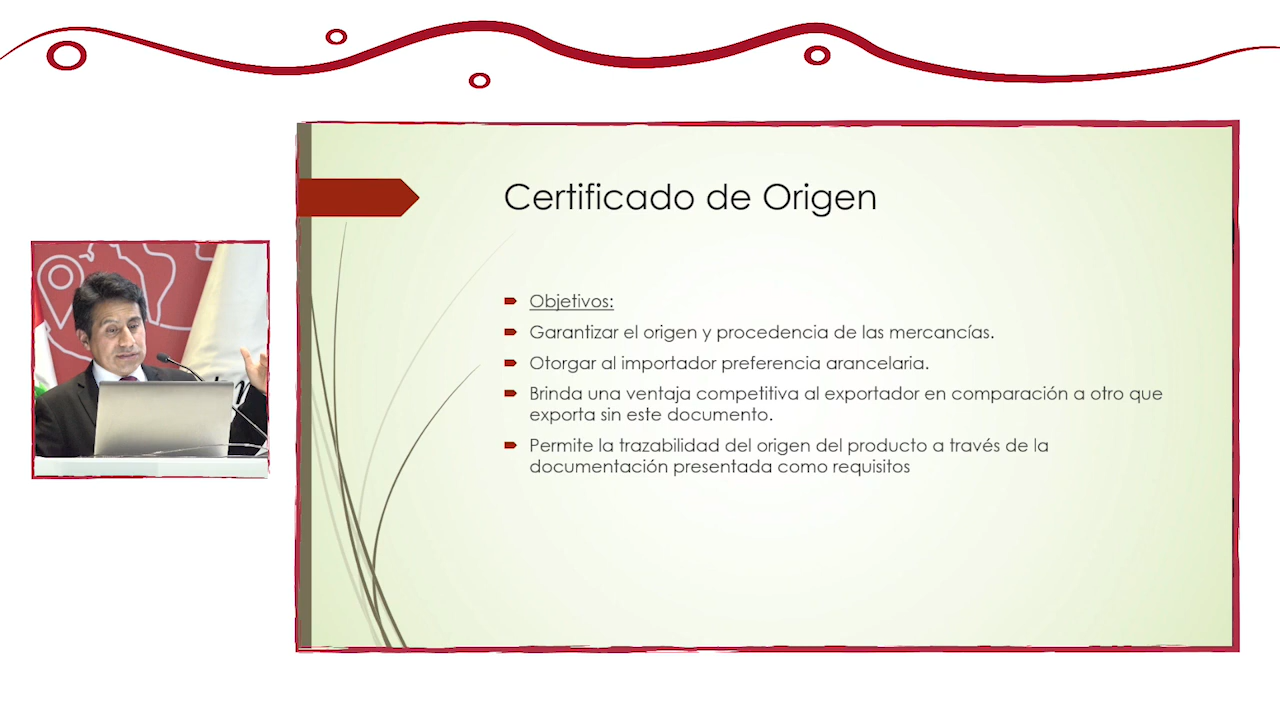 Certificado de Origen
Objetivos:
Garantizar el origen y procedencia de las mercancías.
Otorgar al importador preferencia arancelaria.
Brinda una ventaja competitiva al exportador en comparación a otro que
exporta sin este documento.
Permite la trazabilidad del origen del producto a través de la
documentación presentada como requisitos